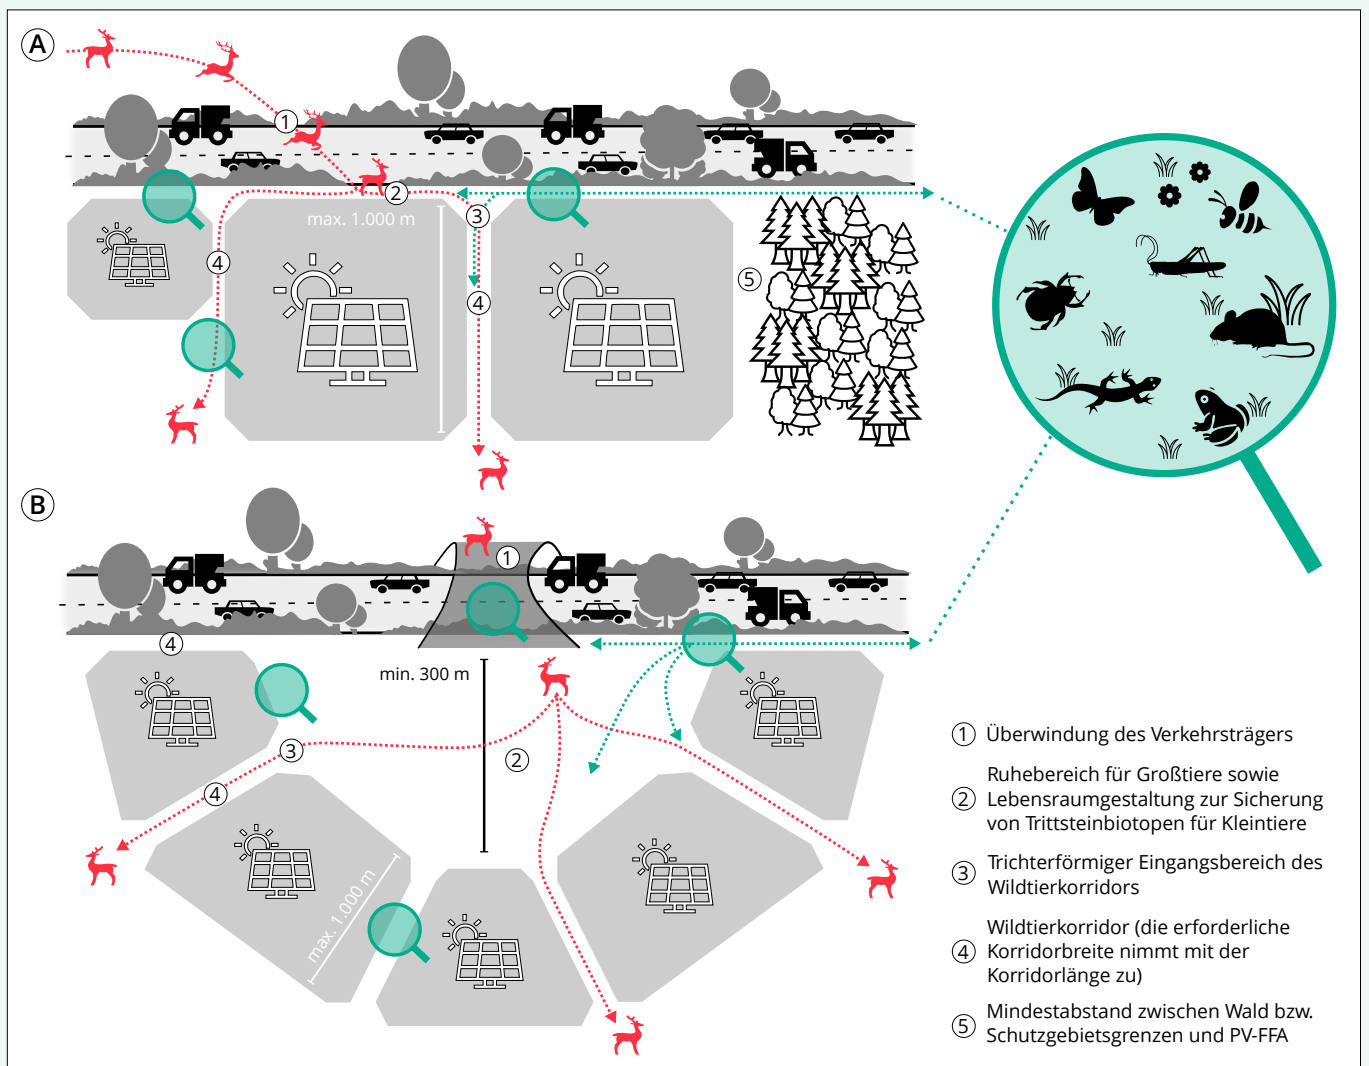 A
1
2
max. 1.000 m
3
4
5
4
B
1
4
min. 300 m
3
2
4
max. 1.000 m
1 Überwindung des Verkehrsträgers
Ruhebereich für Großtiere sowie
2 Lebensraumgestaltung zur Sicherung
von Trittsteinbiotopen für Kleintiere
3 Trichterförmiger Eingangsbereich des
Wildtierkorridors
Wildtierkorridor (die erforderliche
4 Korridorbreite nimmt mit der
Korridorlänge zu)
5 Mindestabstand zwischen Wald bzw.
Schutzgebietsgrenzen und PV-FFA